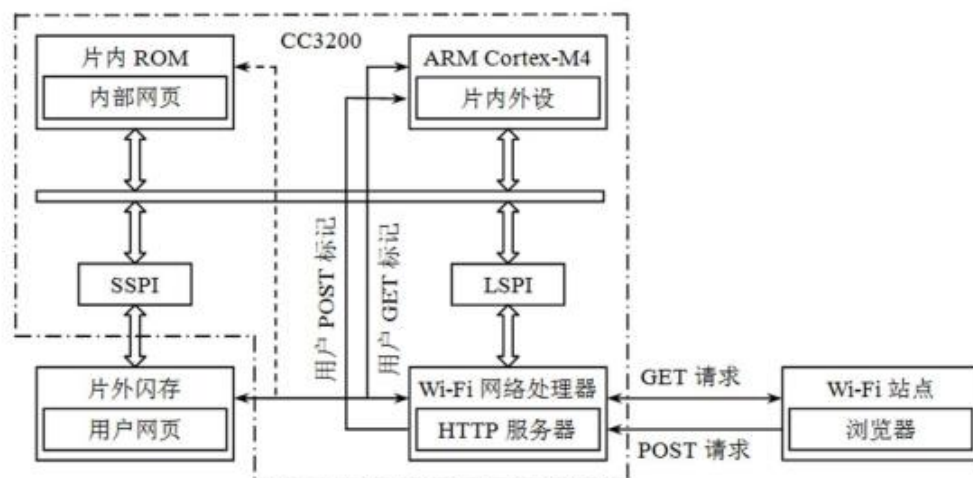 CC3200
片内 ROM
内部网页
ARM Cortex-M4
片内外设
用户 POST 标记
用户 GET 标记
SSPI
LSPI
片外闪存
用户网页
Wi-Fi 网络处理器
HTTP 服务器
GET 请求
POST 请求
Wi-Fi 站点
浏览器